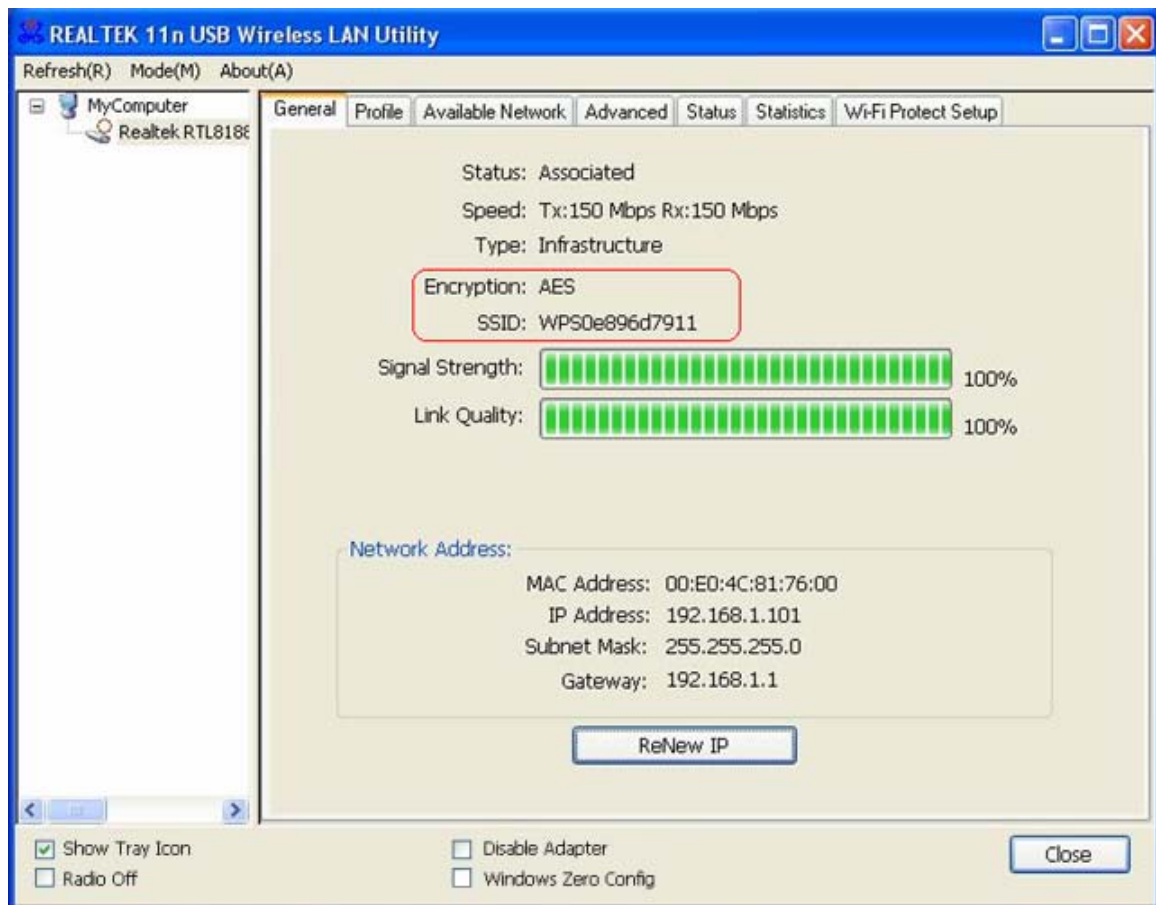 REALTEK 11n USB Wireless LAN Utility
Refresh(R) Mode(M) About(A)
MyComputer
Realtek RTL8188
General Profile Available Network Advanced Status Statistics Wi-Fi Protect Setup
Status: Associated
Speed: Tx:150 Mbps Rx:150 Mbps
Type: Infrastructure
Encryption: AES
SSID: WPS0e896d7911
Signal Strength: 100%
Link Quality: 100%
Network Address:
MAC Address: 00:E0:4C:81:76:00
IP Address: 192.168.1.101
Subnet Mask: 255.255.255.0
Gateway: 192.168.1.1
ReNew IP
Show Tray Icon
Radio Off
Disable Adapter
Windows Zero Config
Close